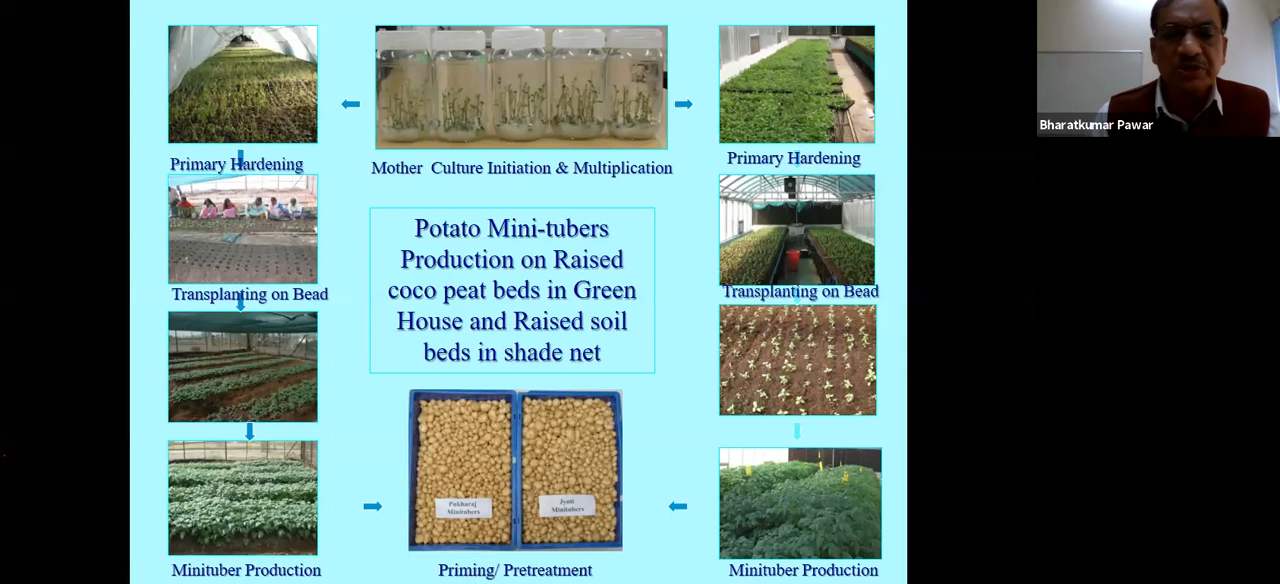 Bharatkumar Pawar
Primary Hardening
Mother Culture Initiation & Multiplication
Primary Hardening
Transplanting on Bead
Potato Mini-tubers
Production on Raised
coco peat beds in Green
House and Raised soil
beds in shade net
Transplanting on Bead
Pukharaj
Minitubers
Jyoti
Minitubers
Minituber Production
Priming/ Pretreatment
Minituber Production